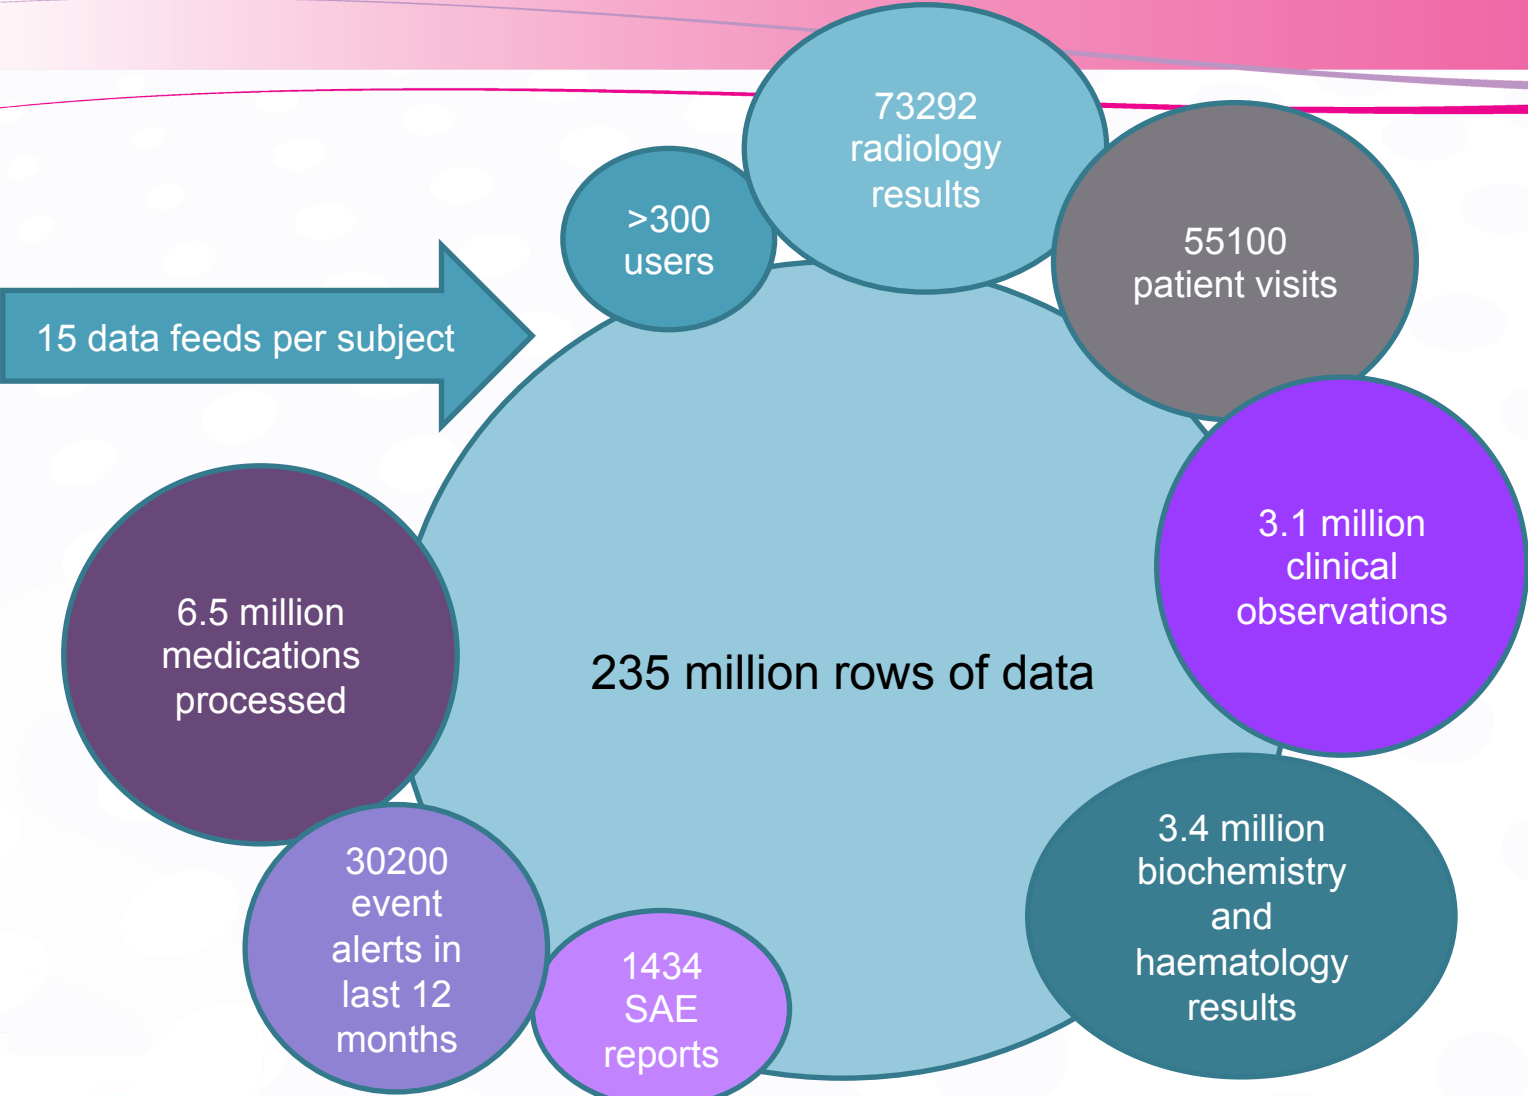 73292
radiology
results
>300
users
55100
patient visits
15 data feeds per subject
3.1 million
clinical
observations
6.5 million
medications
processed
235 million rows of data
3.4 million
biochemistry
and
haematology
results
30200
event
alerts in
last 12
months
1434
SAE
reports